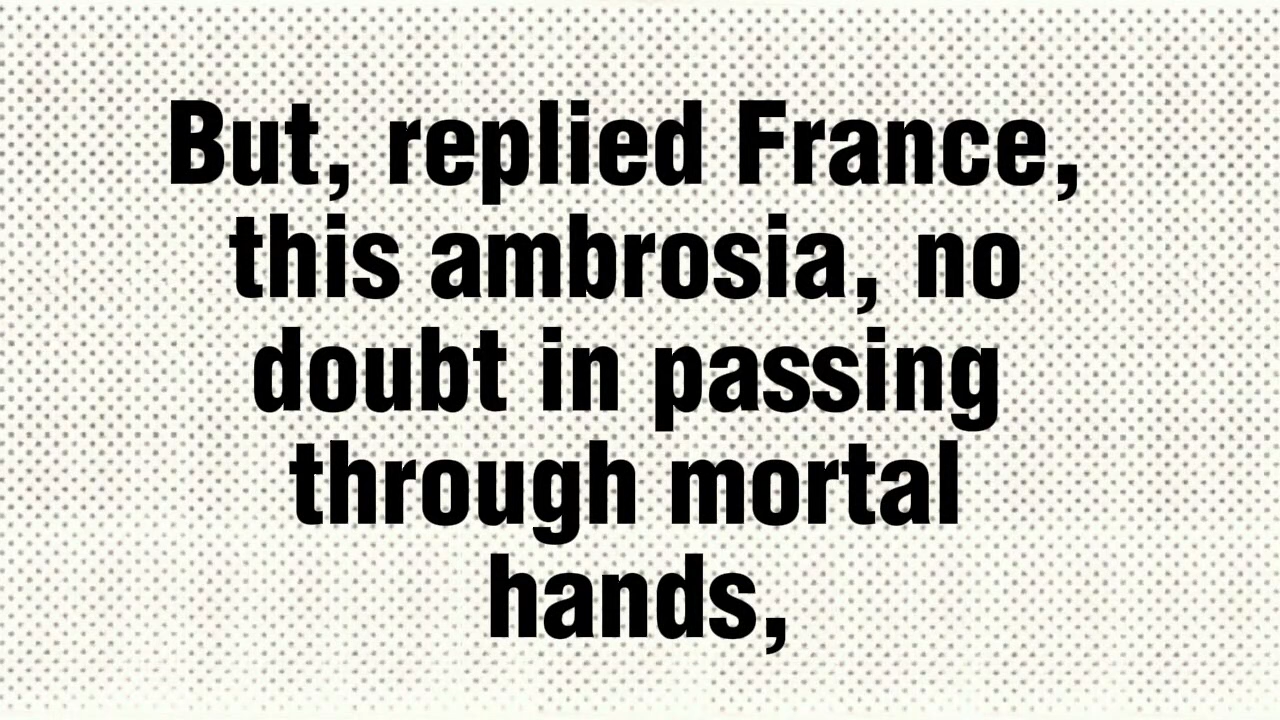 But, replied France,
this ambrosia, no
doubt in passing
through mortal
hands,